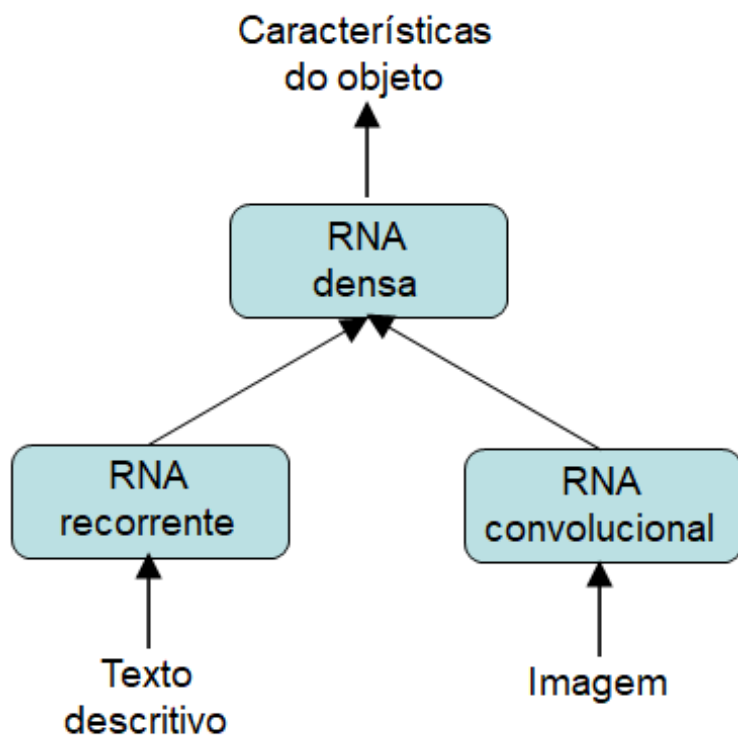 Características
do objeto
RNA
densa
RNA
recorrente
RNA
convolucional
Texto
descritivo
Imagem